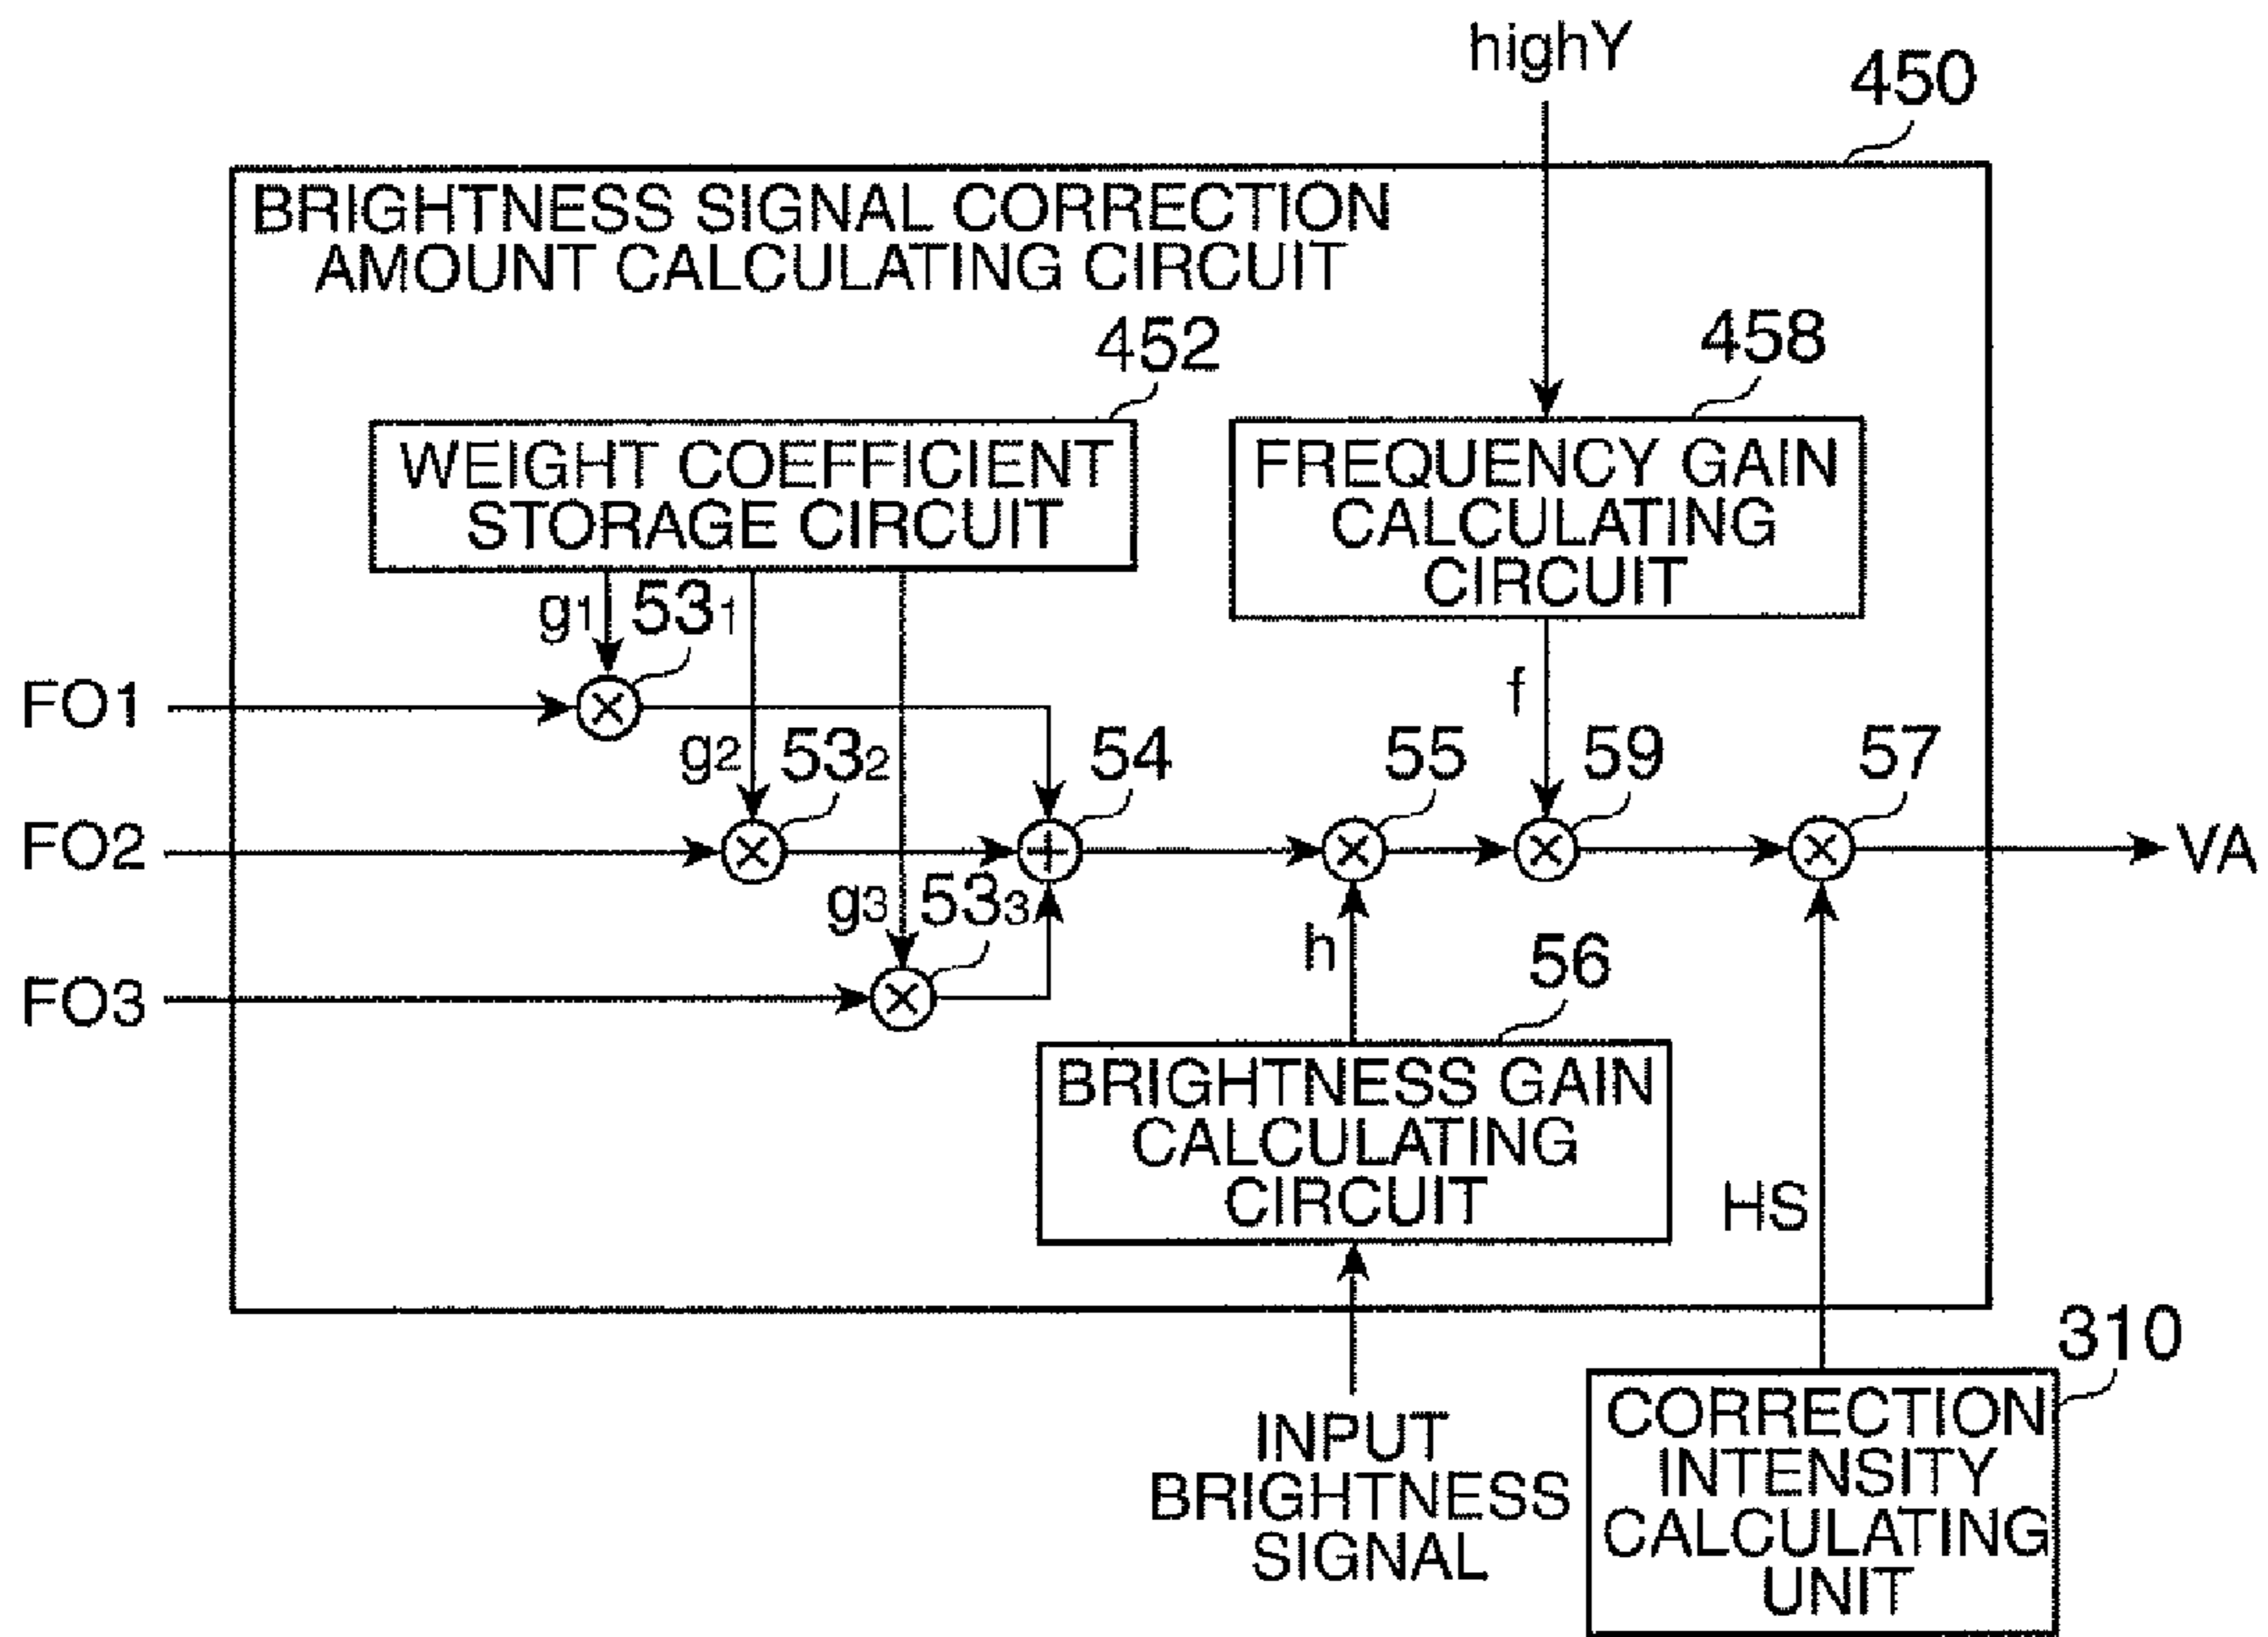 highY
450
BRIGHTNESS SIGNAL CORRECTION
AMOUNT CALCULATING CIRCUIT
452
458
WEIGHT COEFFICIENT
STORAGE CIRCUIT
FREQUENCY GAIN
CALCULATING
CIRCUIT
g1
531
FO1
f
g2
532
54
55
59
57
FO2
VA
g3
533
h
56
FO3
BRIGHTNESS GAIN
CALCULATING
CIRCUIT
HS
310
INPUT
BRIGHTNESS
SIGNAL
CORRECTION
INTENSITY
CALCULATING
UNIT